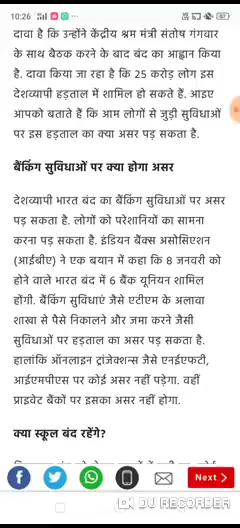 10:26
67
दावा है कि उन्होंने केंद्रीय श्रम मंत्री संतोष गंगवार
के साथ बैठक करने के बाद बंद का आह्वान किया
है. दावा किया जा रहा है कि 25 करोड़ लोग इस
देशव्यापी हड़ताल में शामिल हो सकते हैं. आइए
आपको बताते हैं कि आम लोगों से जुड़ी सुविधाओं
पर इस हड़ताल का क्या असर पड़ सकता है.
बैंकिंग सुविधाओं पर क्या होगा असर
देशव्यापी भारत बंद का बैंकिंग सुविधाओं पर असर
पड़ सकता है. लोगों को परेशानियों का सामना
करना पड़ सकता है. इंडियन बैंक्स असोसिएशन
(आईबीए) ने एक बयान में कहा कि 8 जनवरी को
होने वाले भारत बंद में 6 बैंक यूनियन शामिल
होंगी. बैंकिंग सुविधाएं जैसे एटीएम के अलावा
शाखा से पैसे निकालने और जमा करने जैसी
सुविधाओं पर हड़ताल का असर पड़ सकता है.
हालांकि ऑनलाइन ट्रांजेक्शन्स जैसे एनईएफटी,
आईएमपीएस पर कोई असर नहीं पड़ेगा. वहीं
प्राइवेट बैंकों पर इसका असर नहीं होगा.
क्या स्कूल बंद रहेंगे?
Next >
DU RECORDER